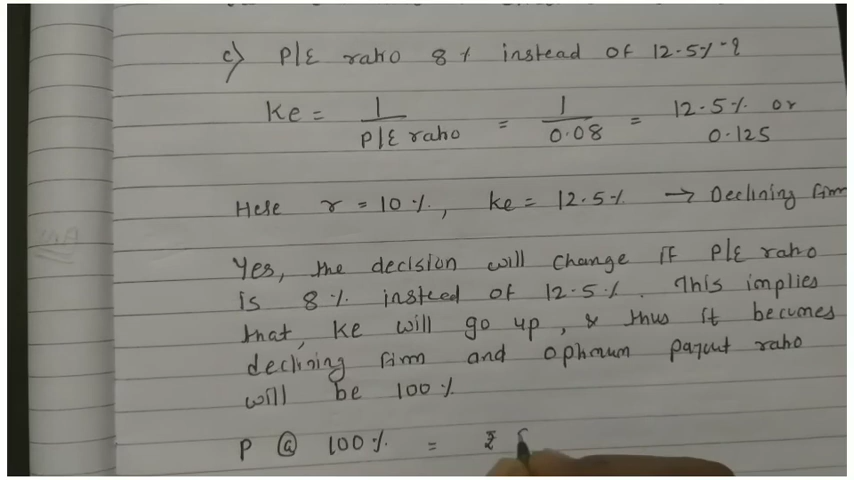 c) P/E ratio 8% instead of 12.5% - ?
Ke = 1 / P/E ratio = 1 / 0.08 = 12.5% or 0.125
Here r = 10%, ke = 12.5% → Declining firm
Yes, the decision will change if P/E ratio
is 8% instead of 12.5%. This implies
that, ke will go up, & thus it becomes
declining firm and optimum payout ratio
will be 100%
P @ 100% = ₹